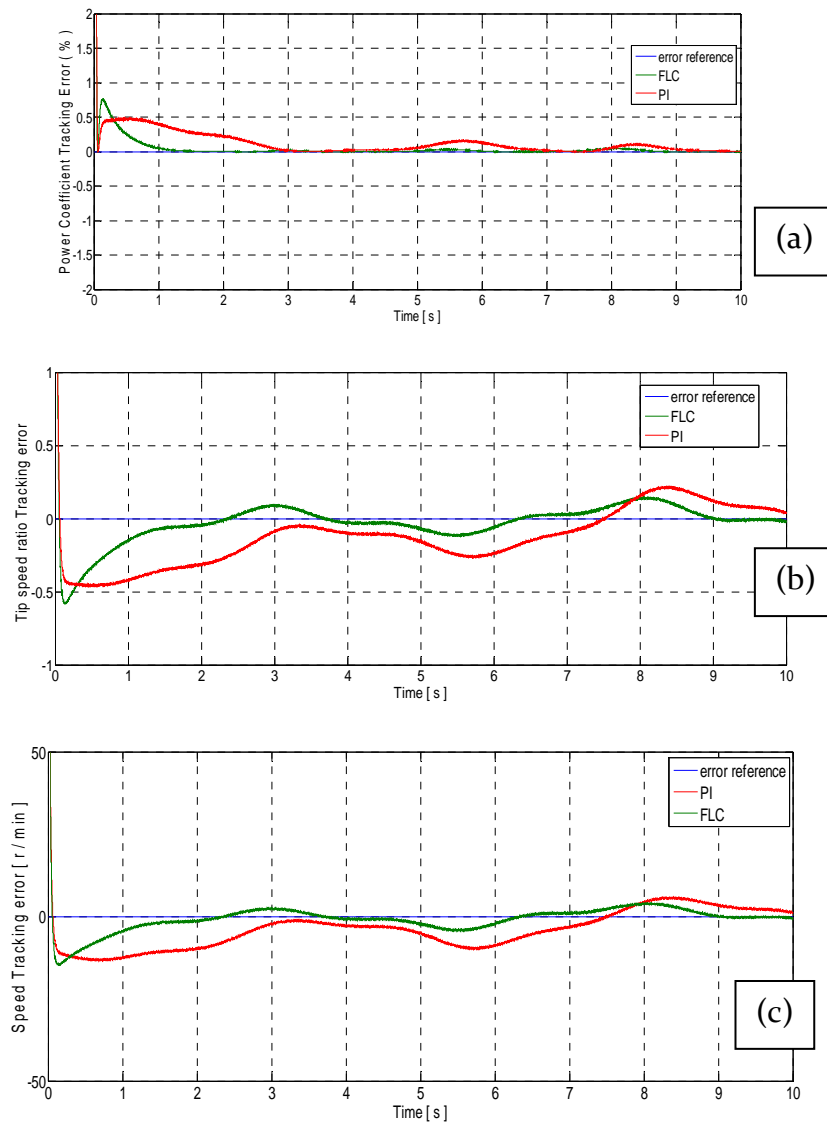 Power Coefficient Tracking Error ( % )
2
1.5
1
0.5
0
-0.5
-1
-1.5
-2
error reference
FLC
PI
0 1 2 3 4 5 6 7 8 9 10
Time [ s ]
(a)
Tip speed ratio Tracking error
1
0.5
0
-0.5
-1
error reference
FLC
PI
0 1 2 3 4 5 6 7 8 9 10
Time [ s ]
(b)
Speed Tracking error [ r / min ]
50
0
-50
error reference
PI
FLC
0 1 2 3 4 5 6 7 8 9 10
Time [ s ]
(c)